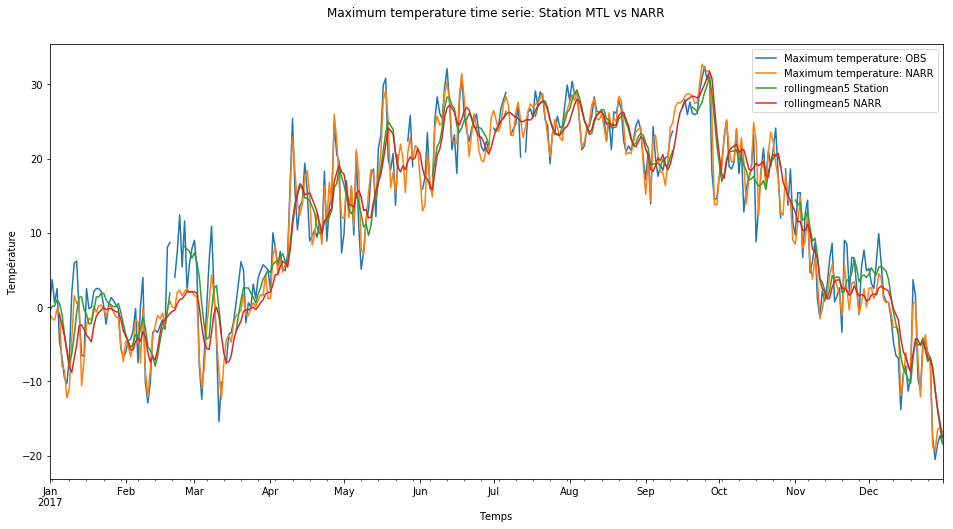 Maximum temperature time serie: Station MTL vs NARR
Maximum temperature: OBS
Maximum temperature: NARR
rollingmean5 Station
rollingmean5 NARR
Température
30
20
10
0
−10
−20
Jan Feb Mar Apr May Jun Jul Aug Sep Oct Nov Dec
2017
Temps